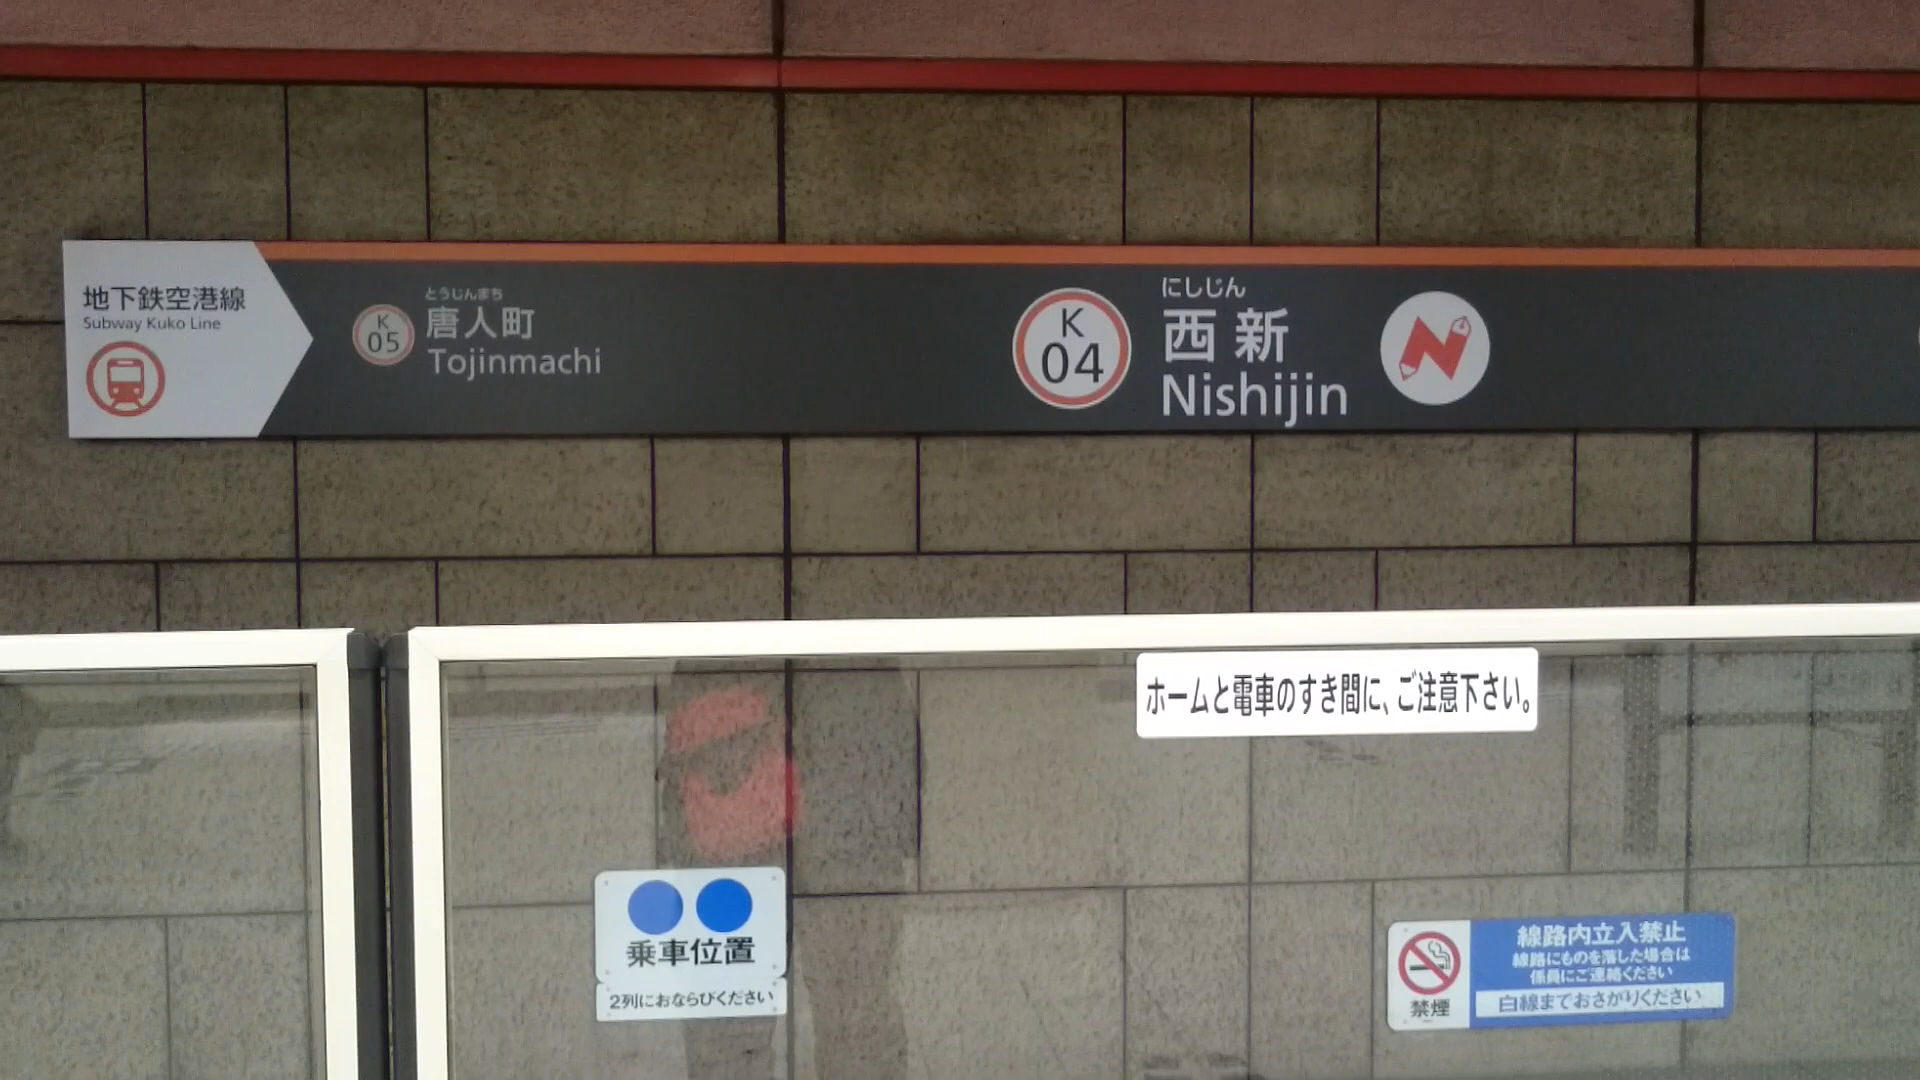 地下鉄空港線
Subway Kuko Line
K
05
とうじんまち
唐人町
Tojinmachi
K
04
にしじん
西新
Nishijin
ホームと電車のすき間に、ご注意下さい。
乗車位置
2列におならびください
禁煙
線路内立入禁止
線路にものを落した場合は
係員にご連絡ください
白線までおさがりください